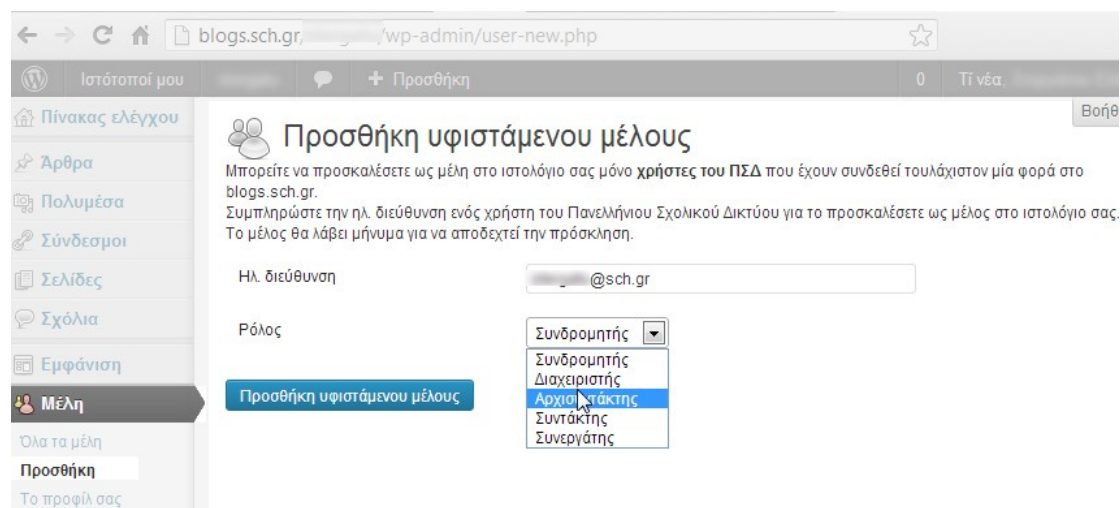 blogs.sch.gr/ /wp-admin/user-new.php
Ιστότοποί μου + Προσθήκη 0 Τί νέα,
Βοήθ
Πίνακας ελέγχου
Άρθρα
Πολυμέσα
Σύνδεσμοι
Σελίδες
Σχόλια
Εμφάνιση
Μέλη
Όλα τα μέλη
Προσθήκη
Το προφίλ σας
Προσθήκη υφιστάμενου μέλους
Μπορείτε να προσκαλέσετε ως μέλη στο ιστολόγιο σας μόνο χρήστες του ΠΣΔ που έχουν συνδεθεί τουλάχιστον μία φορά στο
blogs.sch.gr.
Συμπληρώστε την ηλ. διεύθυνση ενός χρήστη του Πανελλήνιου Σχολικού Δικτύου για το προσκαλέσετε ως μέλος στο ιστολόγιο σας.
Το μέλος θα λάβει μήνυμα για να αποδεχτεί την πρόσκληση.
Ηλ. διεύθυνση @sch.gr
Ρόλος Συνδρομητής
Συνδρομητής
Διαχειριστής
Αρχισυντάκτης
Συντάκτης
Συνεργάτης
Προσθήκη υφιστάμενου μέλους